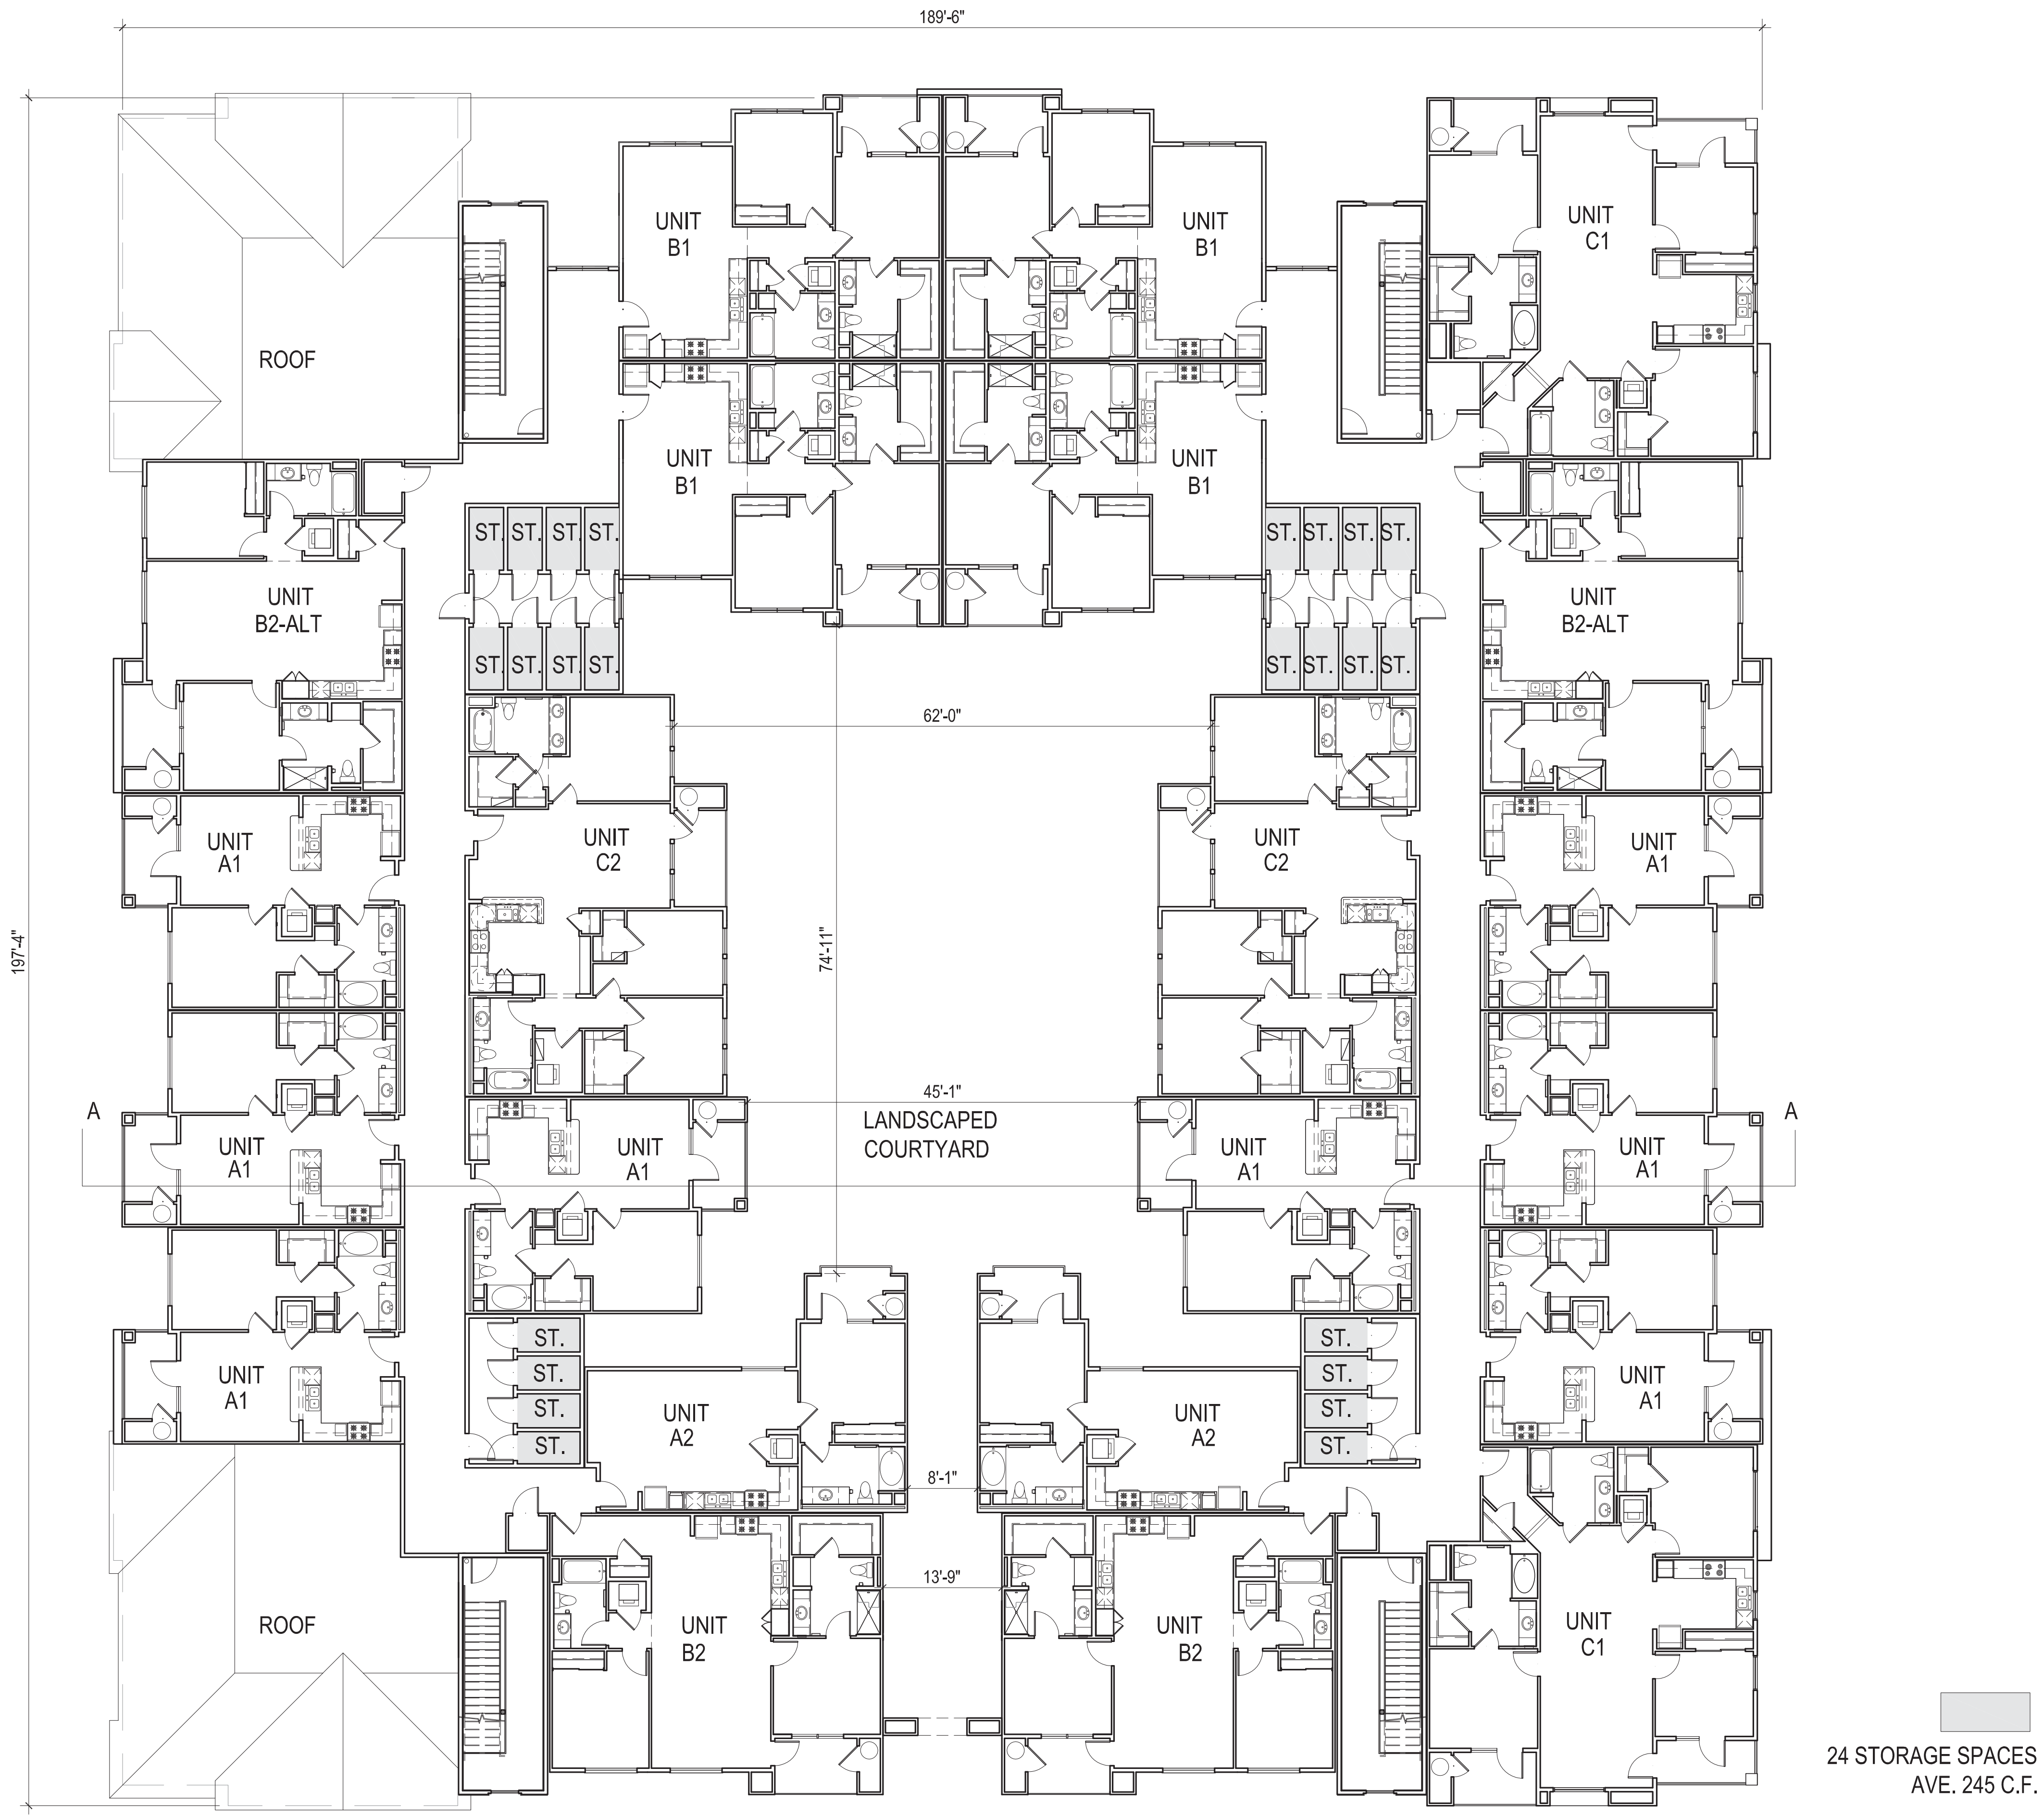 189'-6"
UNIT
B1
UNIT
B1
UNIT
C1
ROOF
UNIT
B1
UNIT
B1
ST. ST. ST. ST.
ST. ST. ST. ST.
UNIT
B2-ALT
UNIT
B2-ALT
ST. ST. ST. ST.
ST. ST. ST. ST.
62'-0"
UNIT
A1
UNIT
C2
UNIT
C2
UNIT
A1
197'-4"
74'-11"
45'-1"
LANDSCAPED
COURTYARD
A
A
UNIT
A1
UNIT
A1
UNIT
A1
UNIT
A1
UNIT
A1
ST.
ST.
ST.
ST.
UNIT
A2
UNIT
A2
ST.
ST.
ST.
ST.
UNIT
A1
8'-1"
13'-9"
ROOF
UNIT
B2
UNIT
B2
UNIT
C1
24 STORAGE SPACES
AVE. 245 C.F.